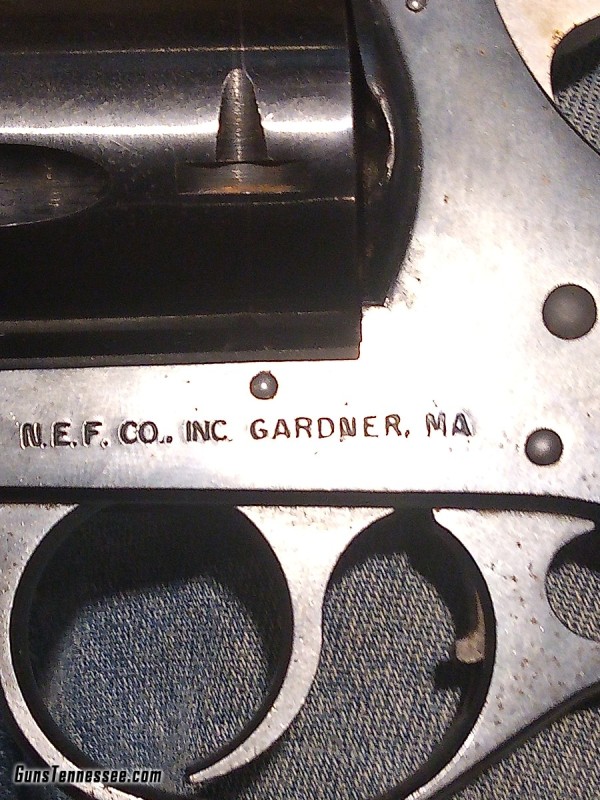 N.E.F. CO., INC. GARDNER, MA
GunsTennessee.com